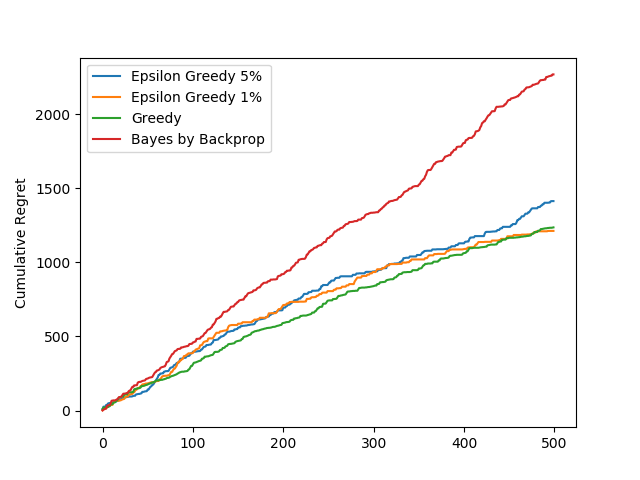 Epsilon Greedy 5%
Epsilon Greedy 1%
Greedy
Bayes by Backprop
Cumulative Regret
2000
1500
1000
500
0
0 100 200 300 400 500